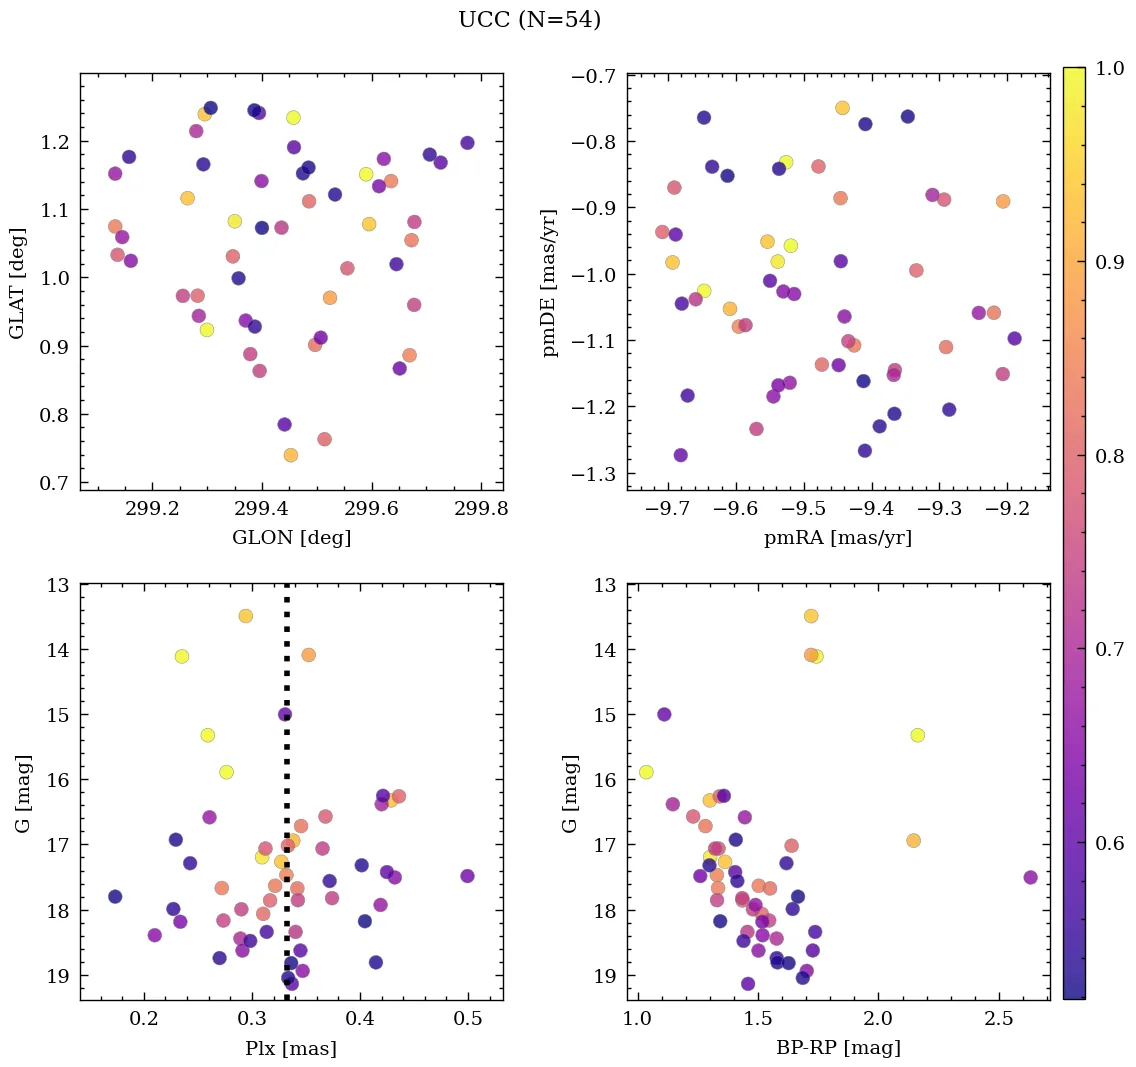 UCC (N=54)
GLAT [deg]
1.2
1.1
1.0
0.9
0.8
0.7
299.2 299.4 299.6 299.8
GLON [deg]
pmDE [mas/yr]
−0.7
−0.8
−0.9
−1.0
−1.1
−1.2
−1.3
−9.7 −9.6 −9.5 −9.4 −9.3 −9.2
pmRA [mas/yr]
G [mag]
13
14
15
16
17
18
19
0.2 0.3 0.4 0.5
Plx [mas]
G [mag]
13
14
15
16
17
18
19
1.0 1.5 2.0 2.5
BP-RP [mag]
1.0
0.9
0.8
0.7
0.6